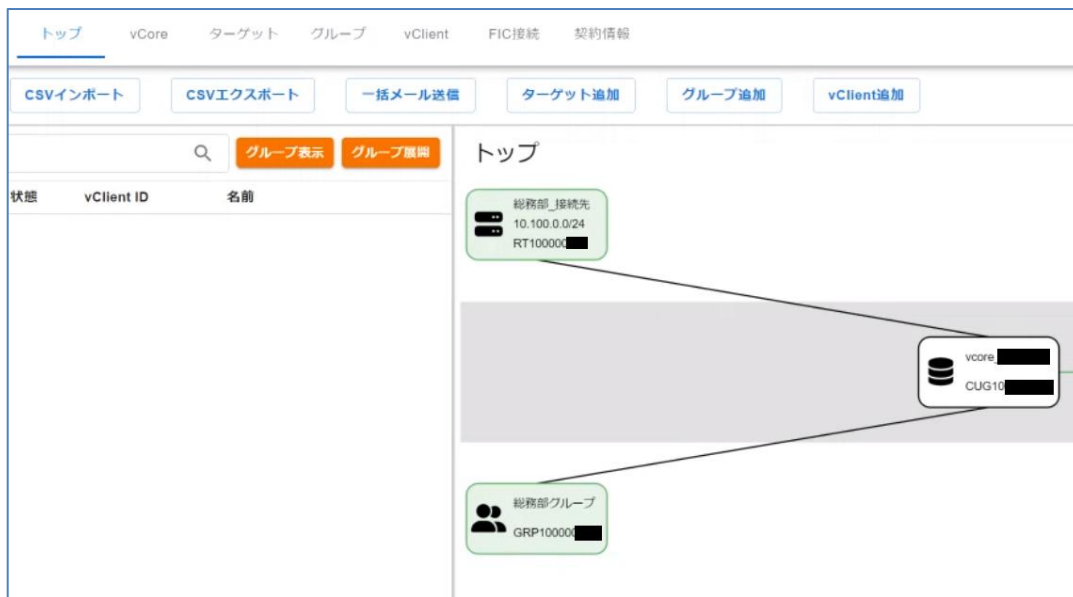 トップ vCore ターゲット グループ vClient FIC接続 契約情報
CSVインポート CSVエクスポート 一括メール送信 ターゲット追加 グループ追加 vClient追加
グループ表示 グループ展開
状態 vClient ID 名前
トップ
総務部_接続先
10.100.0.0/24
RT100000
vcore_
CUG10
総務部グループ
GRP100000